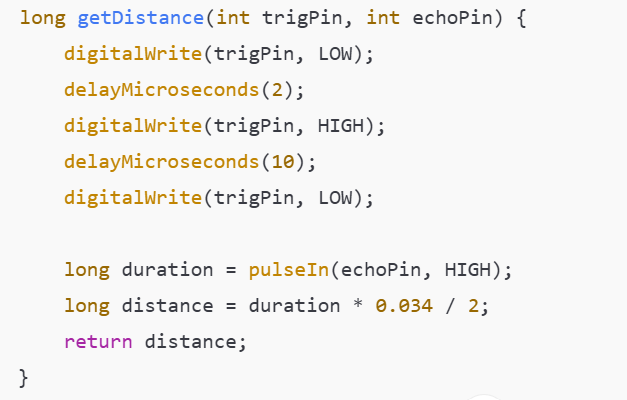 long getDistance(int trigPin, int echoPin) {
    digitalWrite(trigPin, LOW);
    delayMicroseconds(2);
    digitalWrite(trigPin, HIGH);
    delayMicroseconds(10);
    digitalWrite(trigPin, LOW);

    long duration = pulseIn(echoPin, HIGH);
    long distance = duration * 0.034 / 2;
    return distance;
}